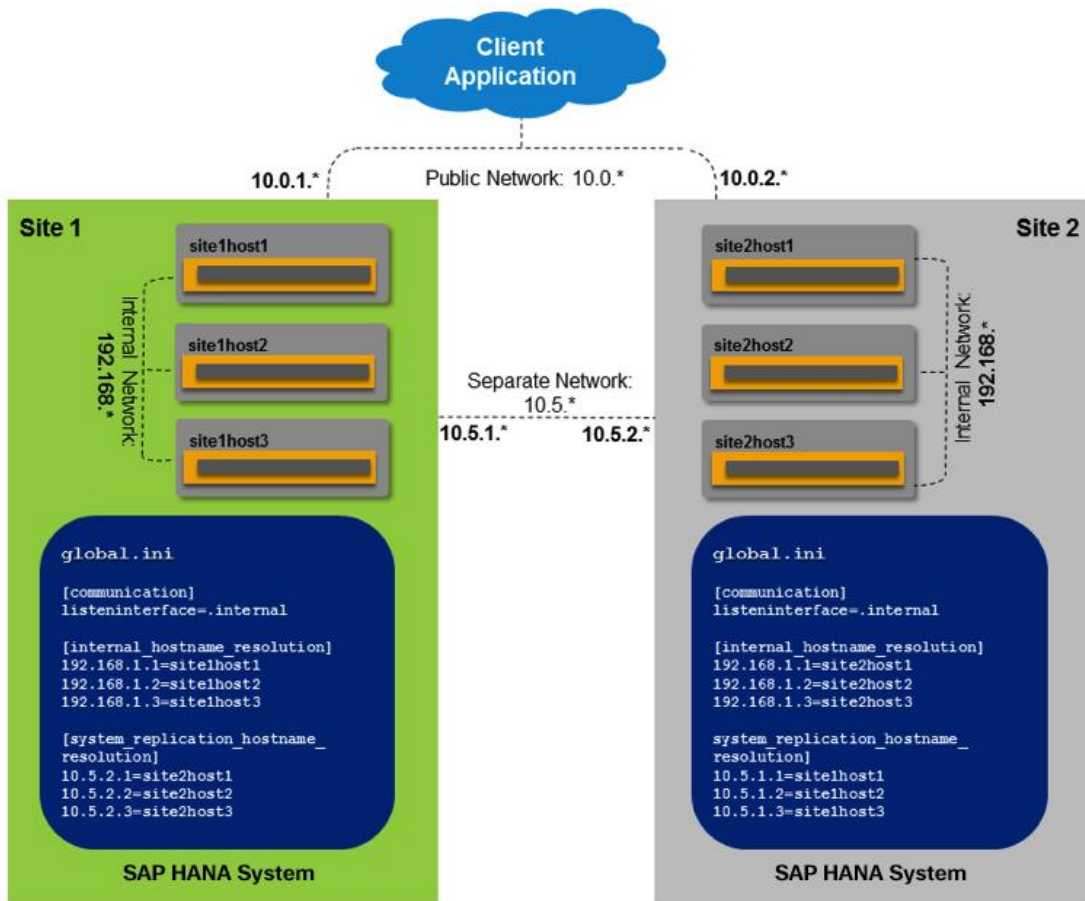 Client
Application
10.0.1.*
Public Network: 10.0.*
10.0.2.*
Site 1
site1host1
site1host2
site1host3
Internal Network:
192.168.*
Separate Network:
10.5.*
10.5.1.*
10.5.2.*
Site 2
site2host1
site2host2
site2host3
Internal Network:
192.168.*
global.ini
[communication]
listeninterface=.internal
[internal_hostname_resolution]
192.168.1.1=site1host1
192.168.1.2=site1host2
192.168.1.3=site1host3
[system_replication_hostname_
resolution]
10.5.2.1=site2host1
10.5.2.2=site2host2
10.5.2.3=site2host3
SAP HANA System
global.ini
[communication]
listeninterface=.internal
[internal_hostname_resolution]
192.168.1.1=site2host1
192.168.1.2=site2host2
192.168.1.3=site2host3
system_replication_hostname_
resolution]
10.5.1.1=site1host1
10.5.1.2=site1host2
10.5.1.3=site1host3
SAP HANA System